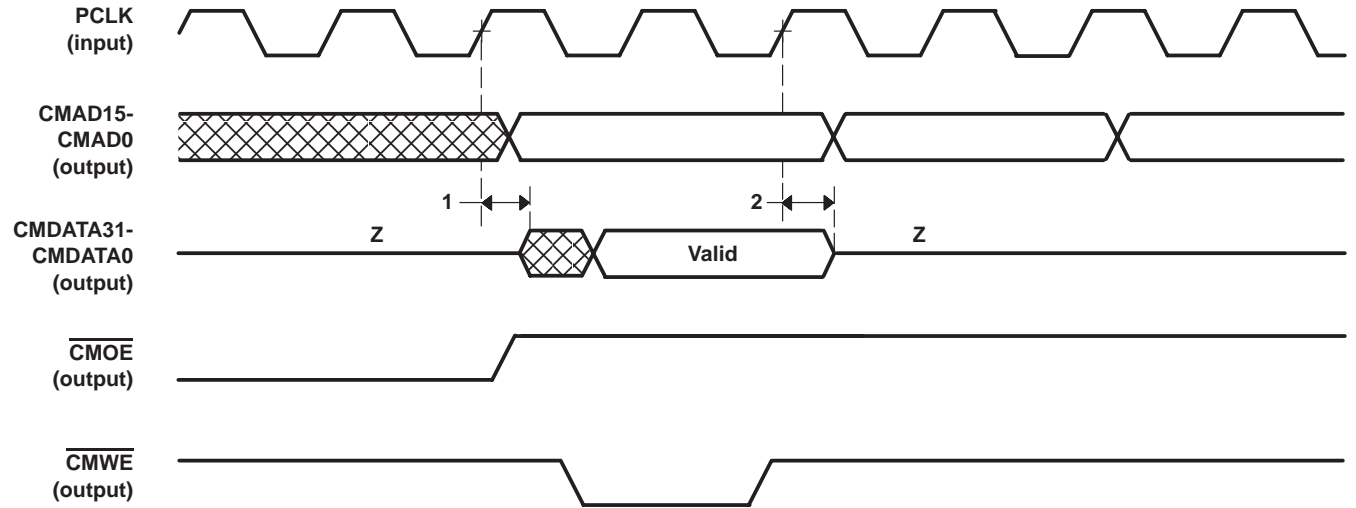 PCLK
(input)
CMAD15-
CMAD0
(output)
1
2
CMDATA31-
CMDATA0
(output)
Z
Valid
Z
CMOE
(output)
CMWE
(output)